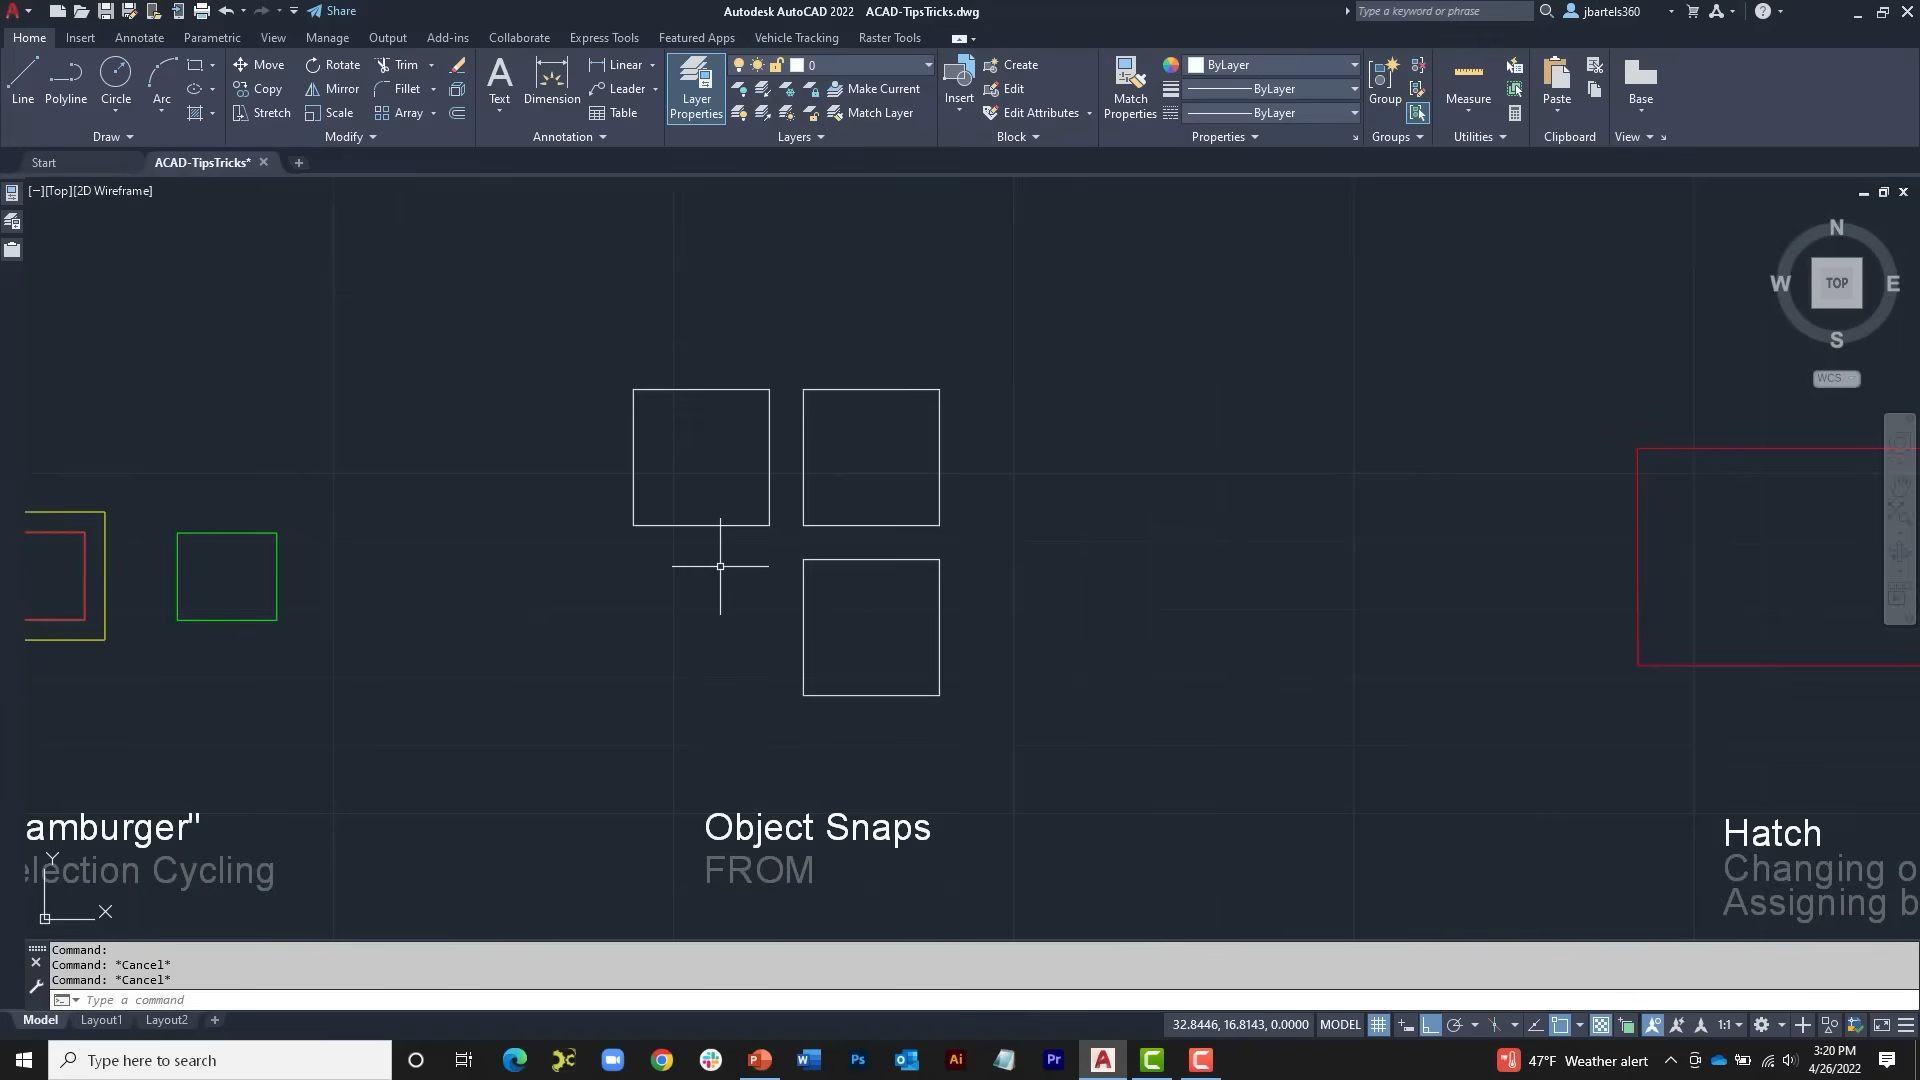 Share
Autodesk AutoCAD 2022 ACAD-TipsTricks.dwg
Type a keyword or phrase
jbartels360
Home Insert Annotate Parametric View Manage Output Add-ins Collaborate Express Tools Featured Apps Vehicle Tracking Raster Tools
Line Polyline Circle Arc
Draw
Move Rotate Trim
Copy Mirror Fillet
Stretch Scale Array
Modify
Text Dimension
Linear
Leader
Table
Annotation
Layer Properties
0
Make Current
Match Layer
Layers
Insert
Create
Edit
Edit Attributes
Block
Match Properties
ByLayer
ByLayer
ByLayer
Properties
Group
Groups
Measure
Utilities
Paste
Clipboard
Base
View
Start ACAD-TipsTricks*
[−][Top][2D Wireframe]
N
W TOP E
S
WCS
amburger"
election Cycling
Object Snaps
FROM
Hatch
Changing o
Assigning b
Y
X
Command:
Command: *Cancel*
Command: *Cancel*
Type a command
Model Layout1 Layout2
32.8446, 16.8143, 0.0000 MODEL 1:1
Type here to search
47°F Weather alert
3:20 PM
4/26/2022